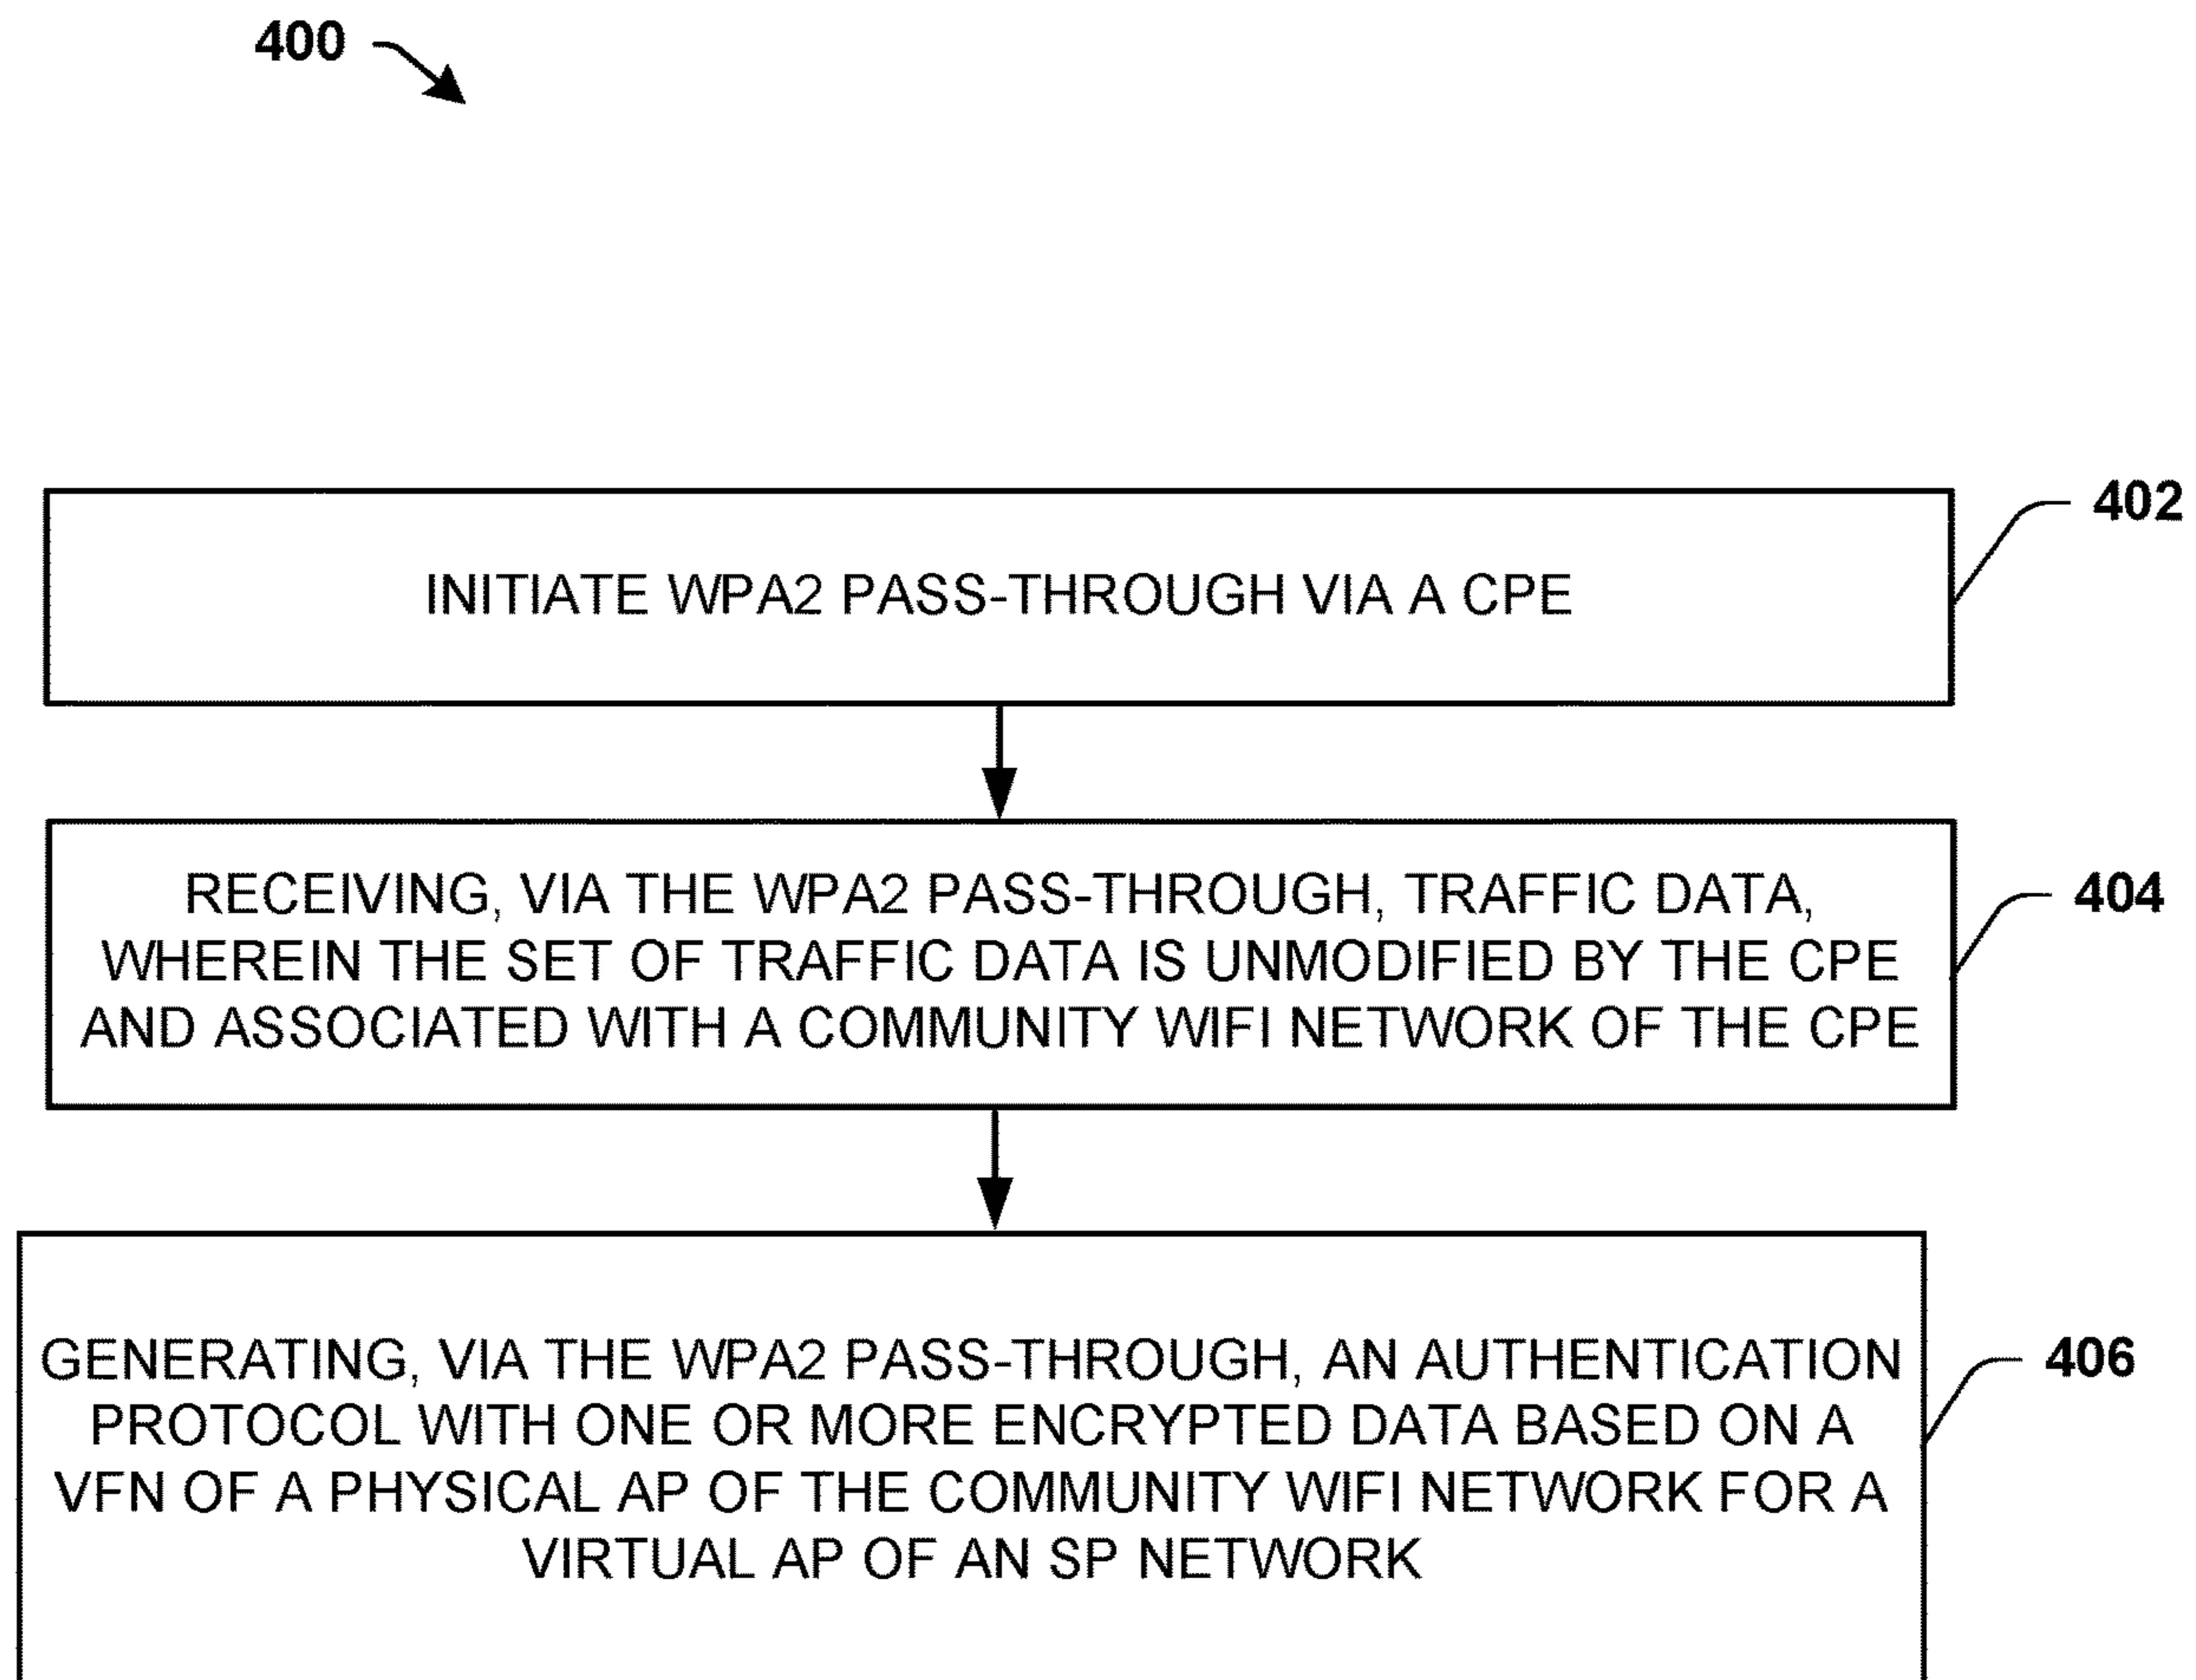 400
402
INITIATE WPA2 PASS-THROUGH VIA A CPE
404
RECEIVING, VIA THE WPA2 PASS-THROUGH, TRAFFIC DATA,
WHEREIN THE SET OF TRAFFIC DATA IS UNMODIFIED BY THE CPE
AND ASSOCIATED WITH A COMMUNITY WIFI NETWORK OF THE CPE
406
GENERATING, VIA THE WPA2 PASS-THROUGH, AN AUTHENTICATION
PROTOCOL WITH ONE OR MORE ENCRYPTED DATA BASED ON A
VFN OF A PHYSICAL AP OF THE COMMUNITY WIFI NETWORK FOR A
VIRTUAL AP OF AN SP NETWORK